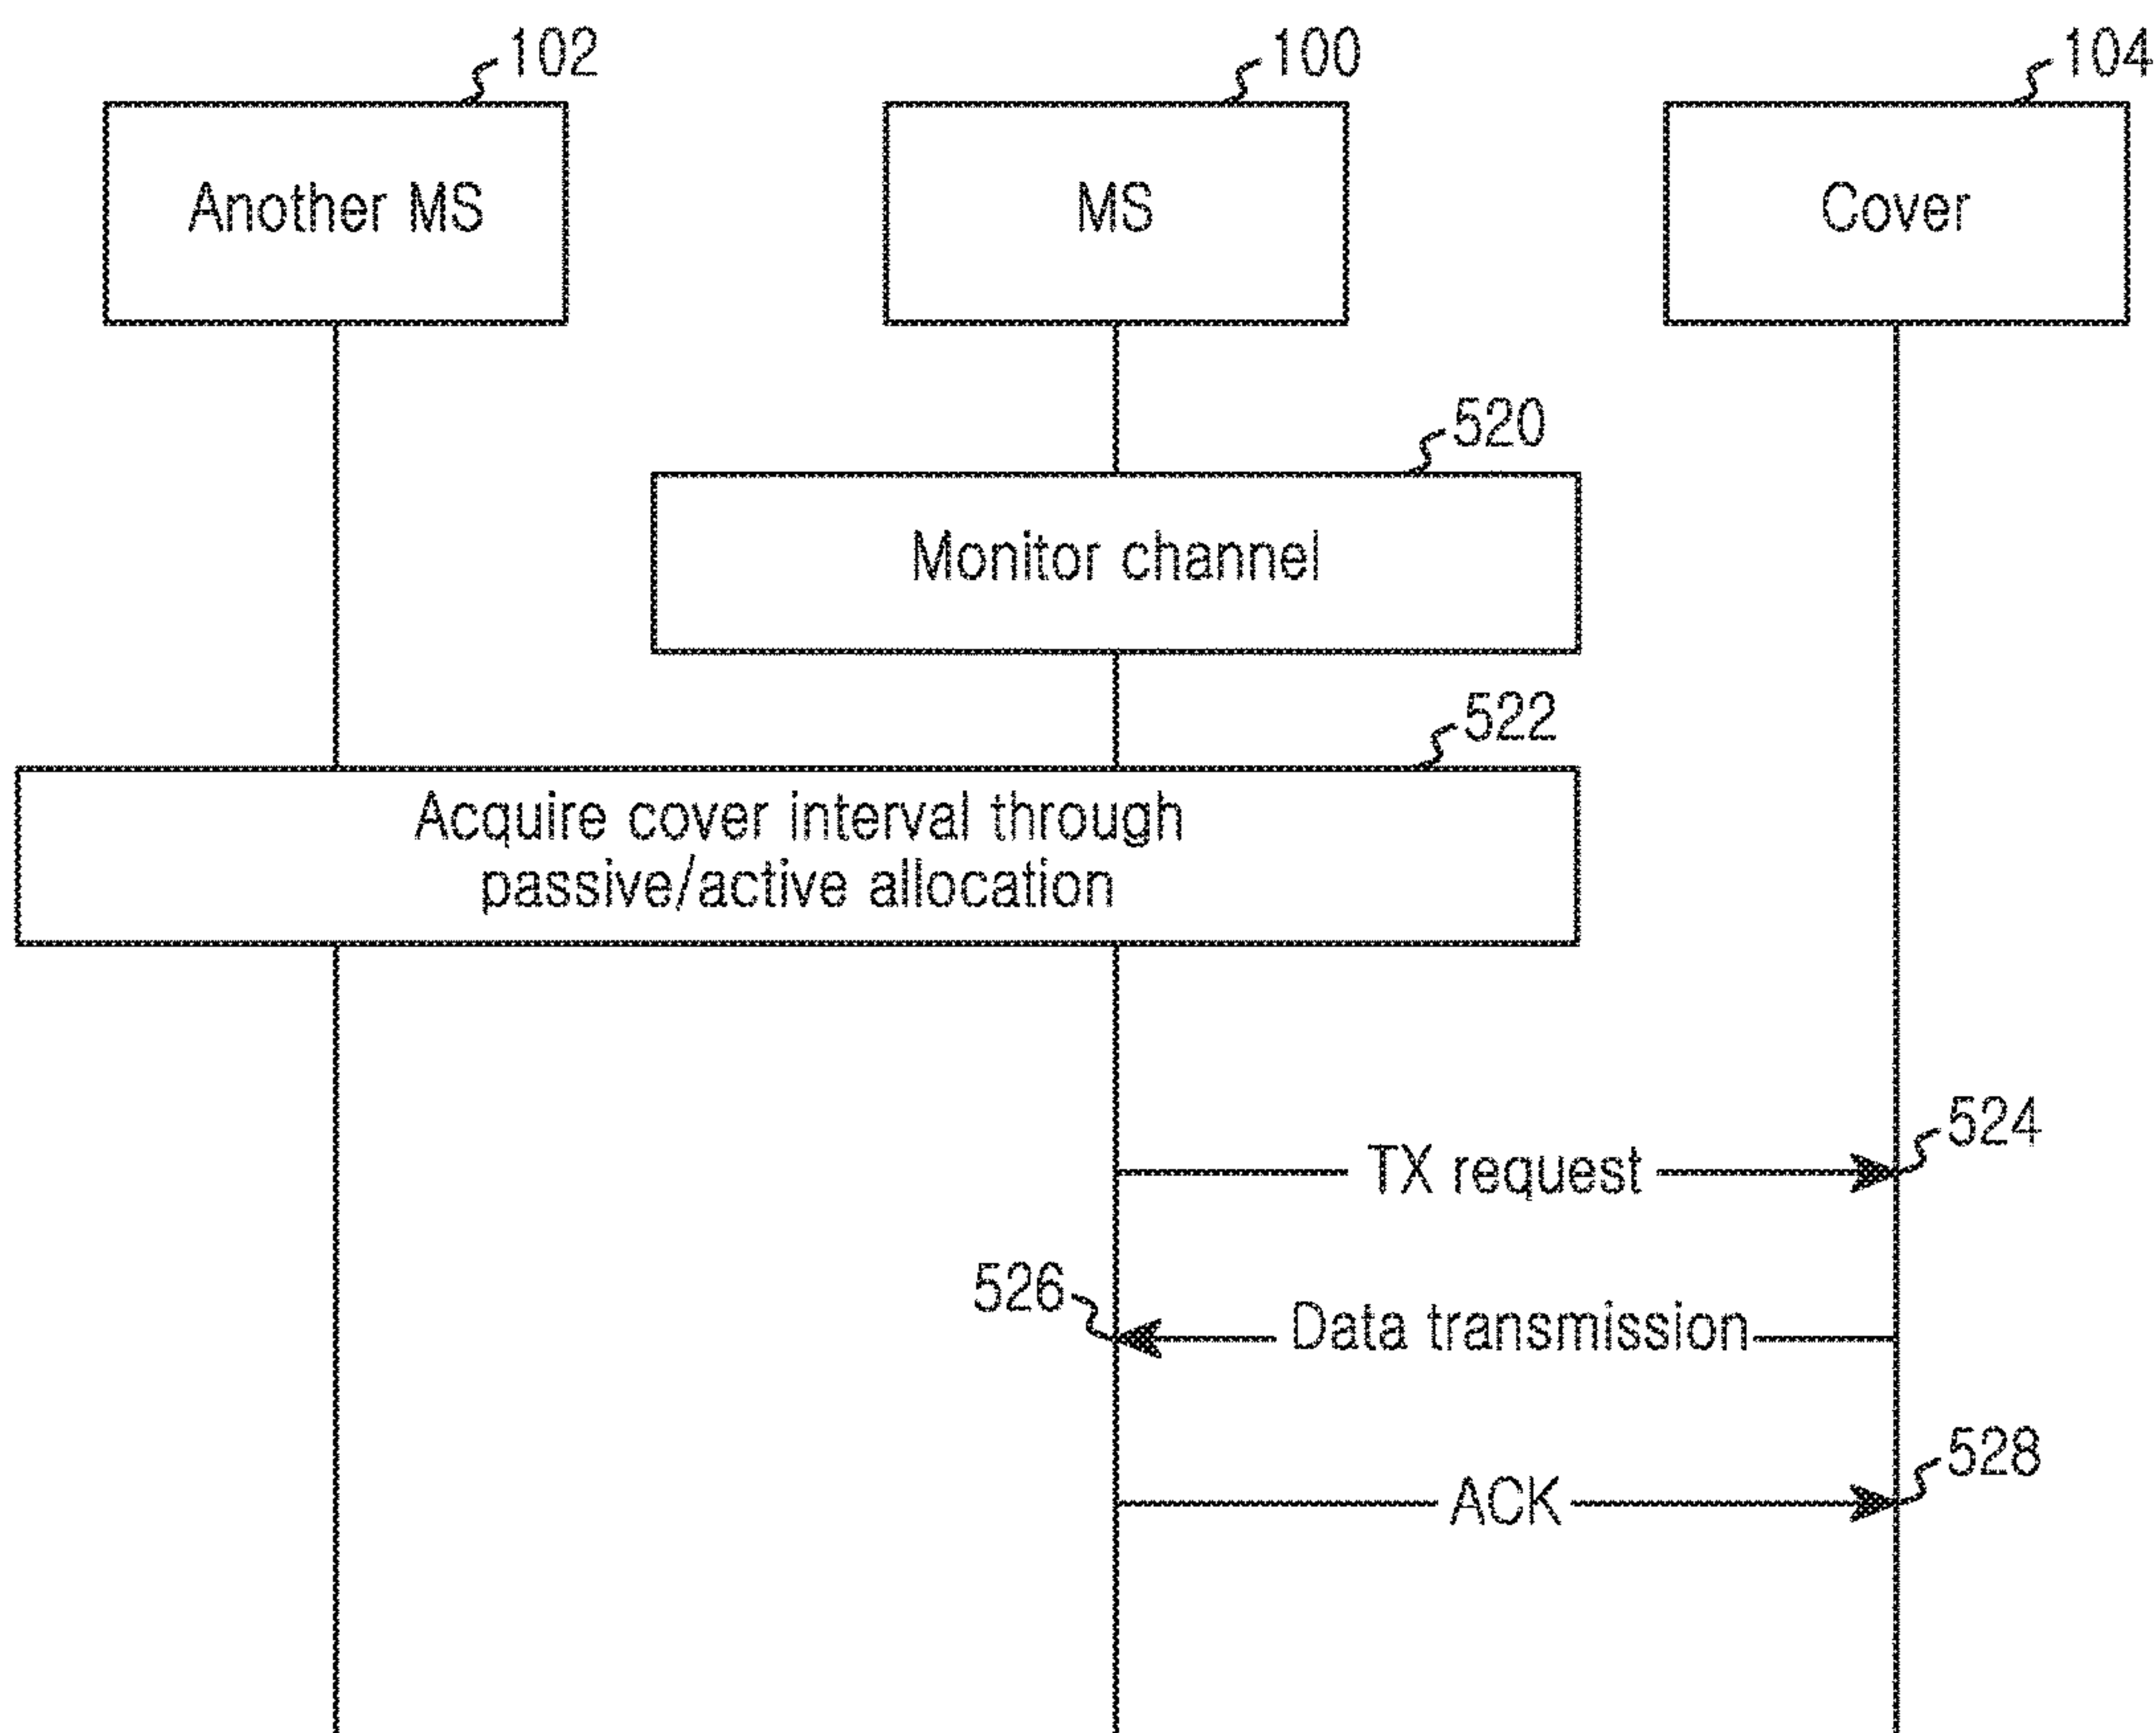 102
100
104
Another MS
MS
Cover
520
Monitor channel
522
Acquire cover interval through
passive/active allocation
524
TX request
526
Data transmission
528
ACK